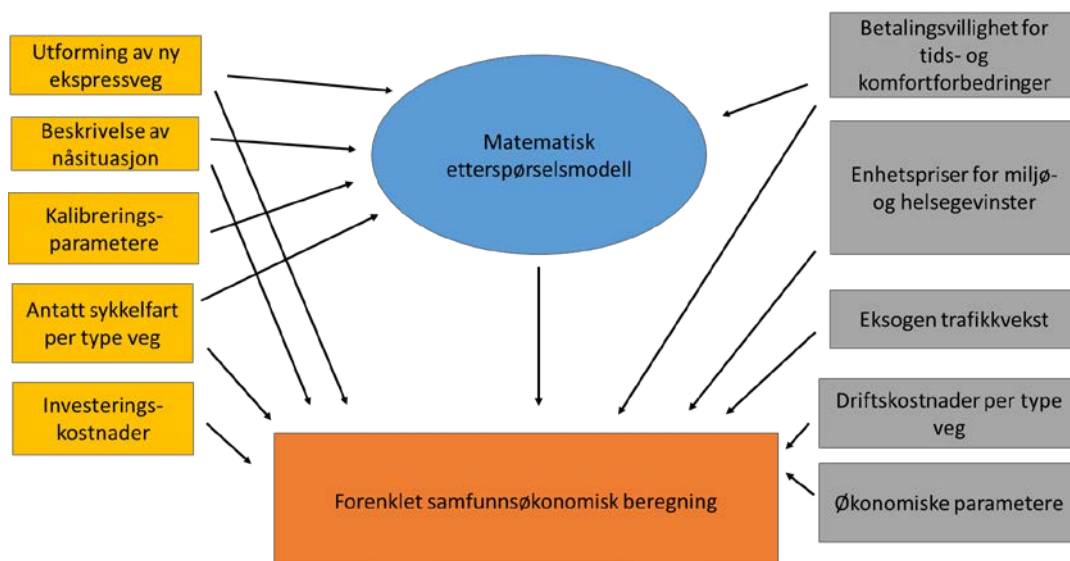 Utforming av ny
ekspressveg
Beskrivelse av
nåsituasjon
Kalibrerings-
parametere
Antatt sykkelfart
per type veg
Investerings-
kostnader
Matematisk
etterspørselsmodell
Forenklet samfunnsøkonomisk beregning
Betalingsvillighet for
tids- og
komfortforbedringer
Enhetspriser for miljø-
og helsegevinster
Eksogen trafikkvekst
Driftskostnader per type
veg
Økonomiske parametere